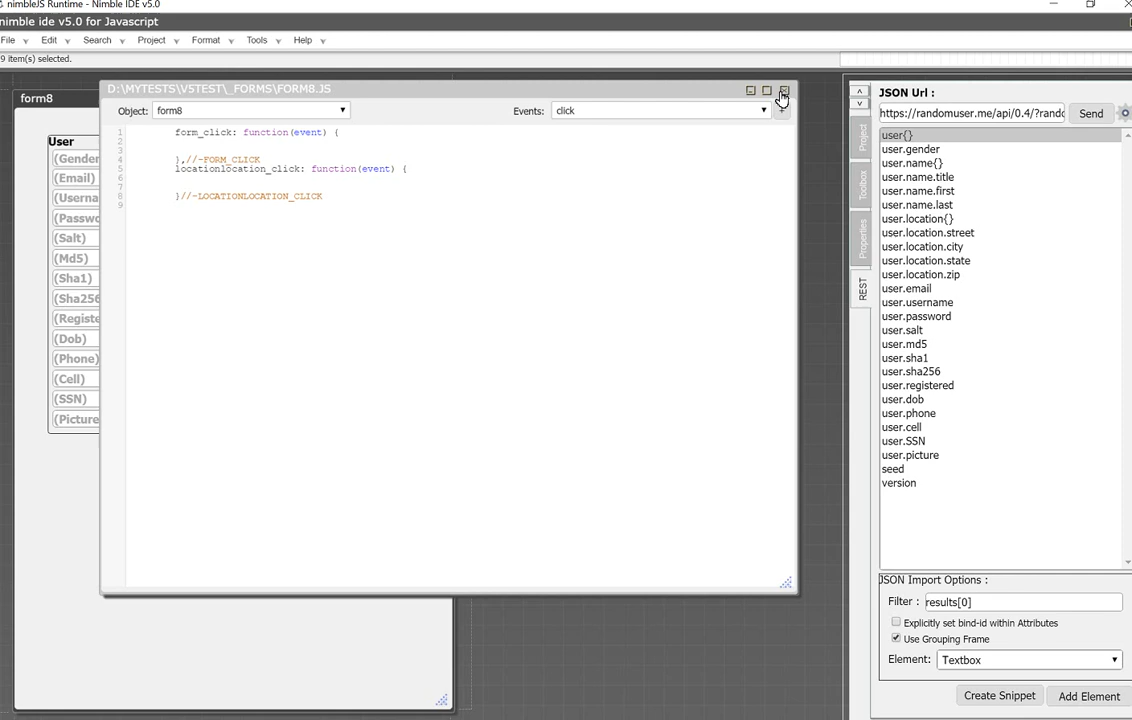 nimbleJS Runtime - Nimble IDE v5.0
nimble ide v5.0 for Javascript
File Edit Search Project Format Tools Help
9 item(s) selected.
form8
User
(Gender
(Email)
(Userna
(Passwo
(Salt)
(Md5)
(Sha1)
(Sha256
(Registe
(Dob)
(Phone)
(Cell)
(SSN)
(Picture
D:\MYTESTS\V5TEST\_FORMS\FORM8.JS
Object: form8 Events: click
1 form_click: function(event) {
2
3
4 },//-FORM_CLICK
5 locationlocation_click: function(event) {
6
7
8 }//-LOCATIONLOCATION_CLICK
9
Project
Toolbox
Properties
REST
JSON Url :
https://randomuser.me/api/0.4/?rando Send
user{}
user.gender
user.name{}
user.name.title
user.name.first
user.name.last
user.location{}
user.location.street
user.location.city
user.location.state
user.location.zip
user.email
user.username
user.password
user.salt
user.md5
user.sha1
user.sha256
user.registered
user.dob
user.phone
user.cell
user.SSN
user.picture
seed
version
JSON Import Options :
Filter : results[0]
Explicitly set bind-id within Attributes
Use Grouping Frame
Element: Textbox
Create Snippet Add Element